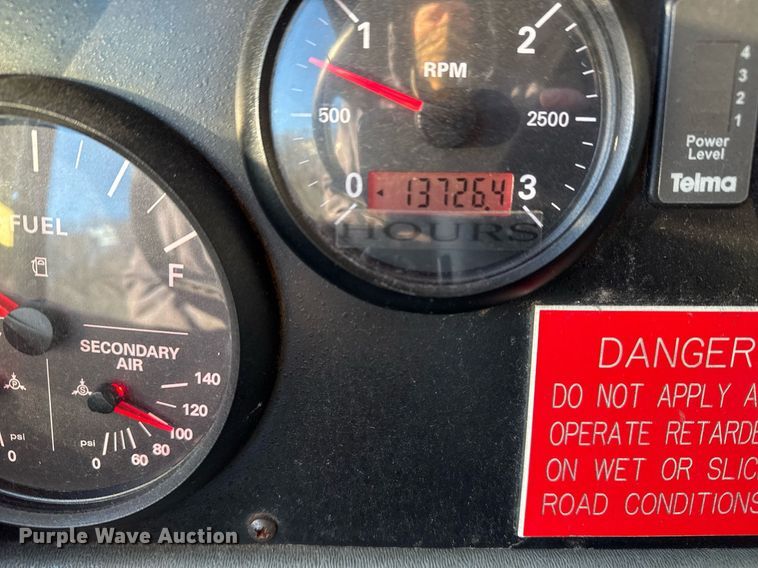 1
2
RPM
500
2500
0
13726.4
3
HOURS
4
3
2
1
Power
Level
Telma
FUEL
F
SECONDARY
AIR
P
S
140
120
100
80
60
0
psi
psi
0
DANGER
DO NOT APPLY A
OPERATE RETARDE
ON WET OR SLIC
ROAD CONDITIONS
Purple Wave Auction